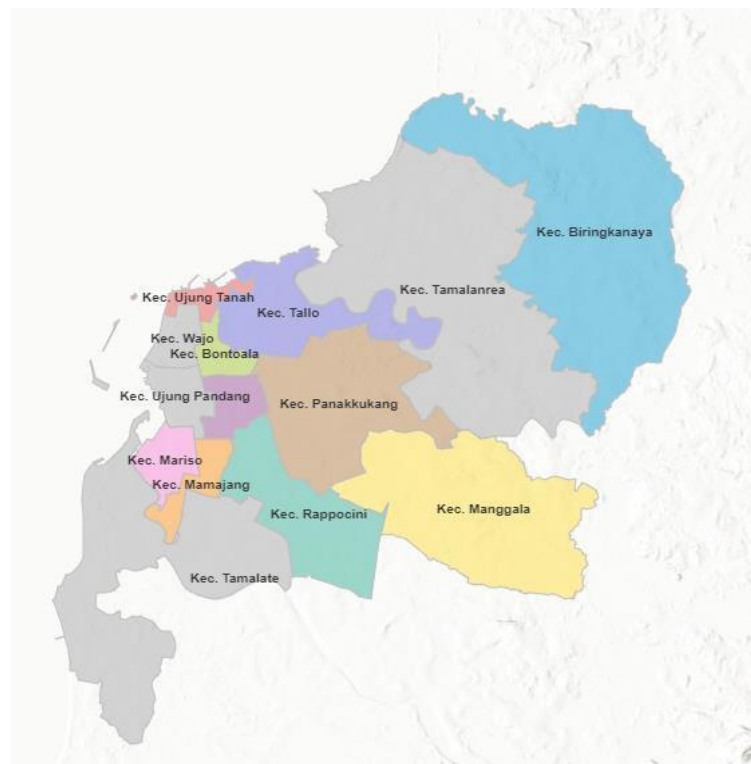 Kec. Biringkanaya
Kec. Tamalanrea
Kec. Ujung Tanah
Kec. Tallo
Kec. Wajo
Kec. Bontoala
Kec. Ujung Pandang
Kec. Panakkukang
Kec. Mariso
Kec. Mamajang
Kec. Manggala
Kec. Rappocini
Kec. Tamalate